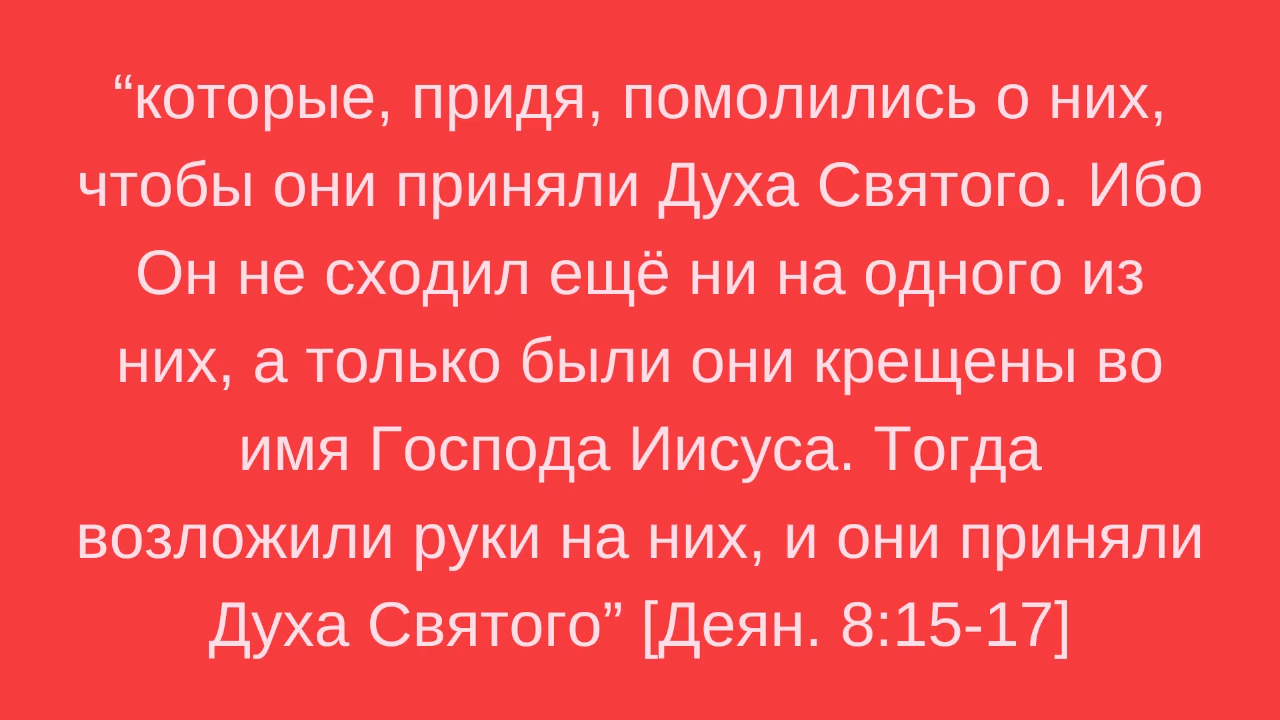 “которые, придя, помолились о них,
чтобы они приняли Духа Святого. Ибо
Он не сходил ещё ни на одного из
них, а только были они крещены во
имя Господа Иисуса. Тогда
возложили руки на них, и они приняли
Духа Святого” [Деян. 8:15-17]